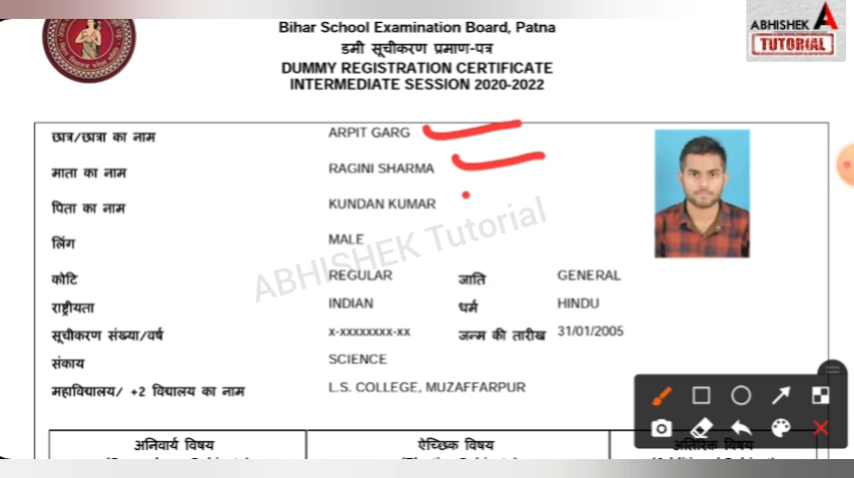 ABHISHEK
TUTORIAL
Bihar School Examination Board, Patna
डमी सूचीकरण प्रमाण-पत्र
DUMMY REGISTRATION CERTIFICATE
INTERMEDIATE SESSION 2020-2022
छात्र/छात्रा का नाम ARPIT GARG
माता का नाम RAGINI SHARMA
पिता का नाम KUNDAN KUMAR
लिंग MALE
ABHISHEK Tutorial
कोटि REGULAR जाति GENERAL
राष्ट्रीयता INDIAN धर्म HINDU
सूचीकरण संख्या/वर्ष x-xxxxxxxx-xx जन्म की तारीख 31/01/2005
संकाय SCIENCE
महाविद्यालय/ +2 विद्यालय का नाम L.S. COLLEGE, MUZAFFARPUR
अनिवार्य विषय ऐच्छिक विषय अतिरिक्त विषय